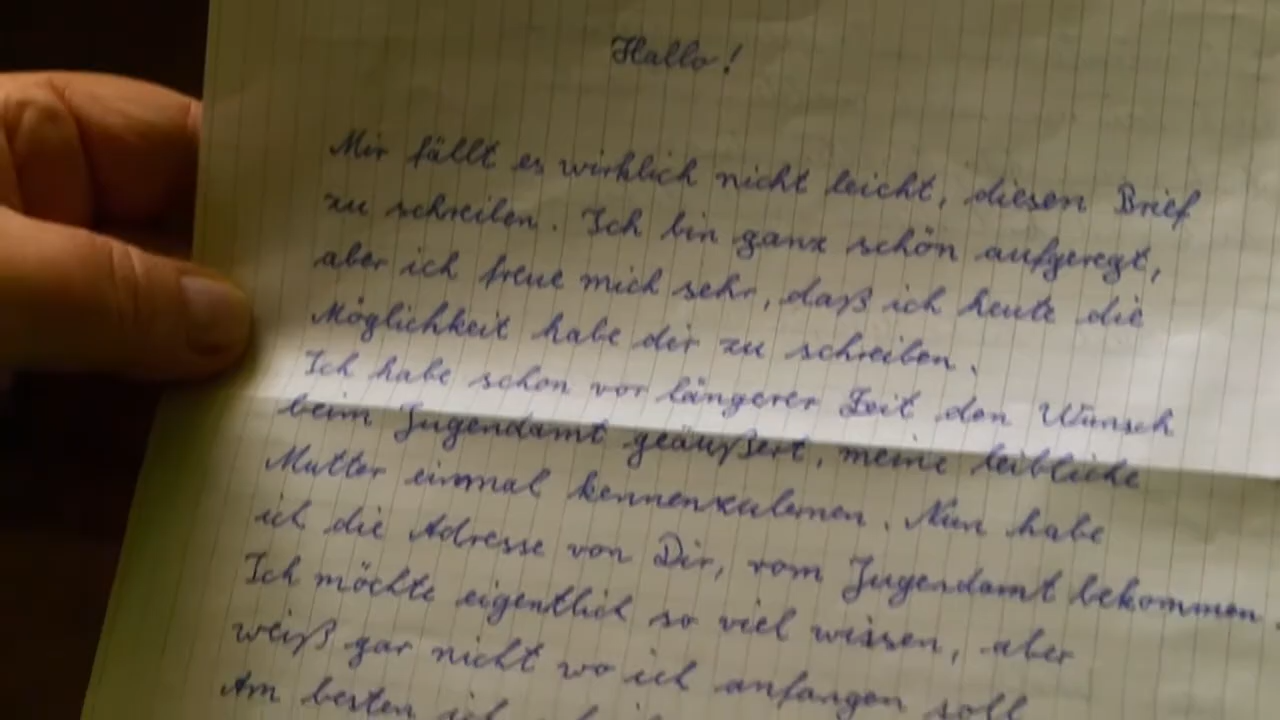 Hallo!
Mir fällt es wirklich nicht leicht, diesen Brief
zu schreiben. Ich bin ganz schön aufgeregt,
aber ich freue mich sehr, daß ich heute die
Möglichkeit habe dir zu schreiben.
Ich habe schon vor längerer Zeit den Wunsch
beim Jugendamt geäußert, meine leibliche
Mutter einmal kennenzulernen. Nun habe
ich die Adresse von Dir, vom Jugendamt bekommen.
Ich möchte eigentlich so viel wissen, aber
weiß gar nicht wo ich anfangen soll
Am besten ich